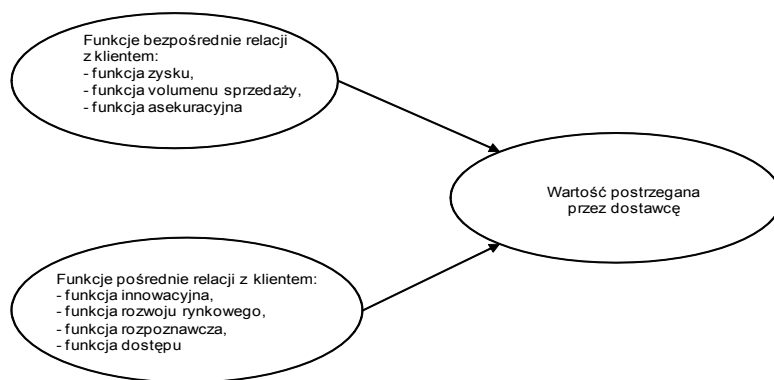 Funkcje bezpośrednie relacji
z klientem:
- funkcja zysku,
- funkcja volumenu sprzedaży,
- funkcja asekuracyjna
Wartość postrzegana
przez dostawcę
Funkcje pośrednie relacji z klientem:
- funkcja innowacyjna,
- funkcja rozwoju rynkowego,
- funkcja rozpoznawcza,
- funkcja dostępu